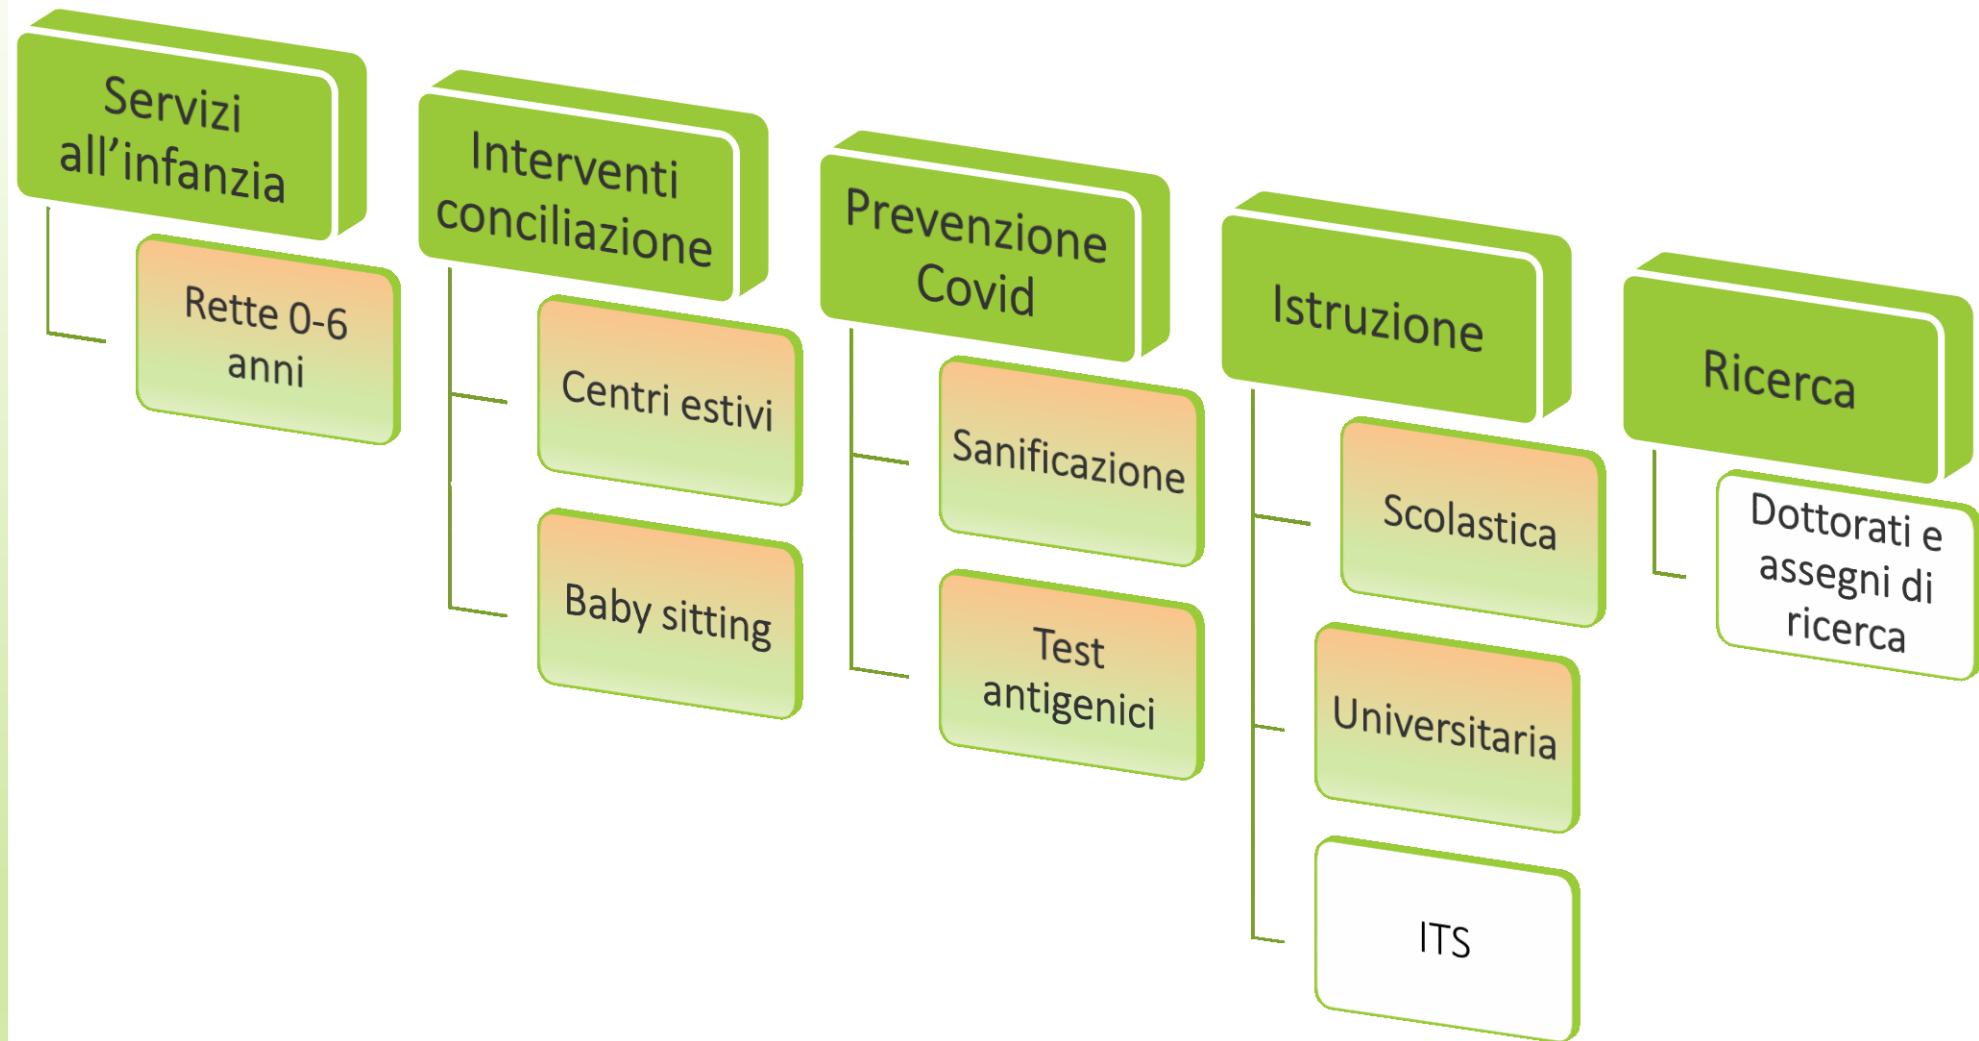 Servizi
all’infanzia
Rette 0-6
anni
Interventi
conciliazione
Centri estivi
Baby sitting
Prevenzione
Covid
Sanificazione
Test
antigenici
Istruzione
Scolastica
Universitaria
ITS
Ricerca
Dottorati e
assegni di
ricerca